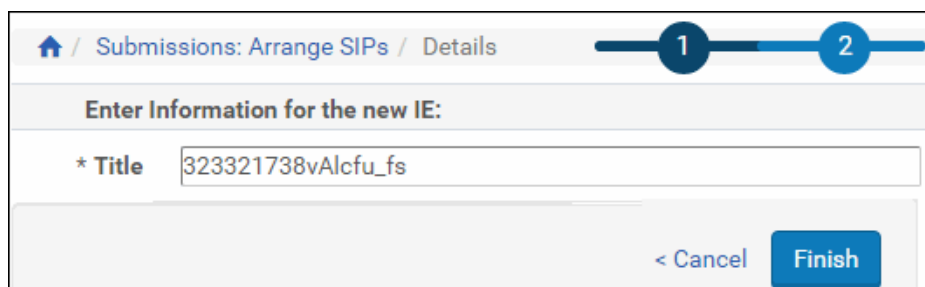 / Submissions: Arrange SIPs / Details 1 2
Enter Information for the new IE:
* Title 323321738vAlcfu_fs
< Cancel Finish